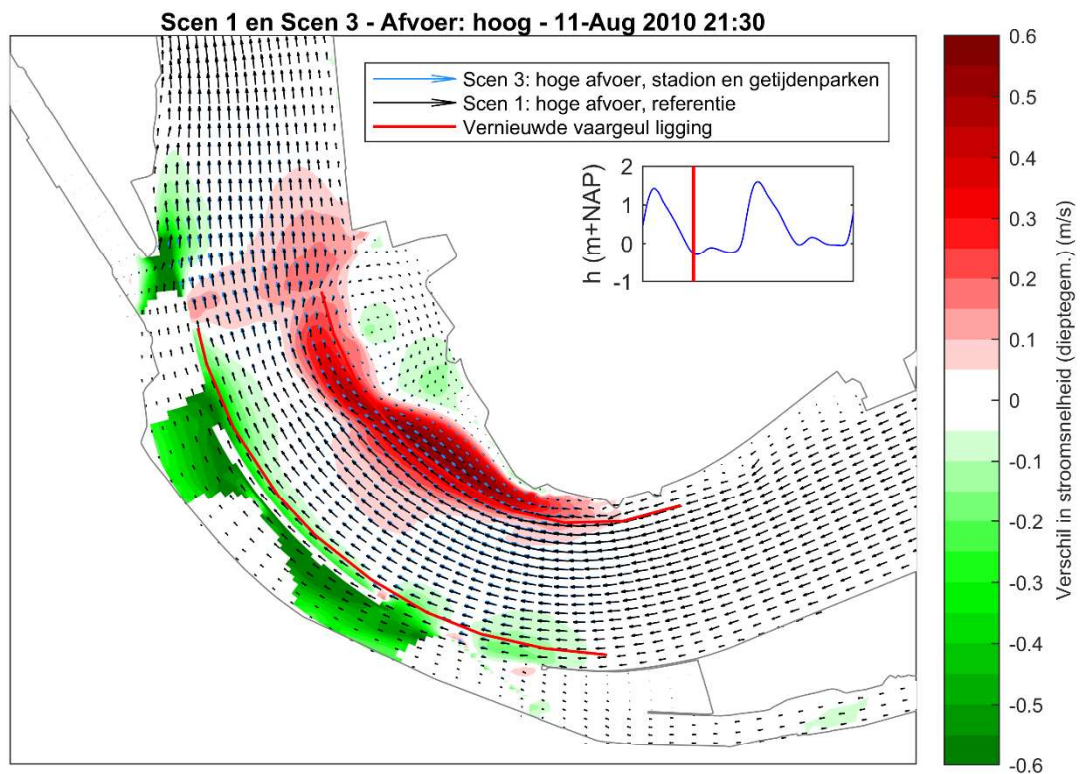 Scen 1 en Scen 3 - Afvoer: hoog - 11-Aug 2010 21:30
Scen 3: hoge afvoer, stadion en getijdenparken
Scen 1: hoge afvoer, referentie
Vernieuwde vaargeul ligging
h (m+NAP)
2
1
0
-1
0.6
0.5
0.4
0.3
0.2
0.1
0
-0.1
-0.2
-0.3
-0.4
-0.5
-0.6
Verschil in stroomsnelheid (dieptegem.) (m/s)